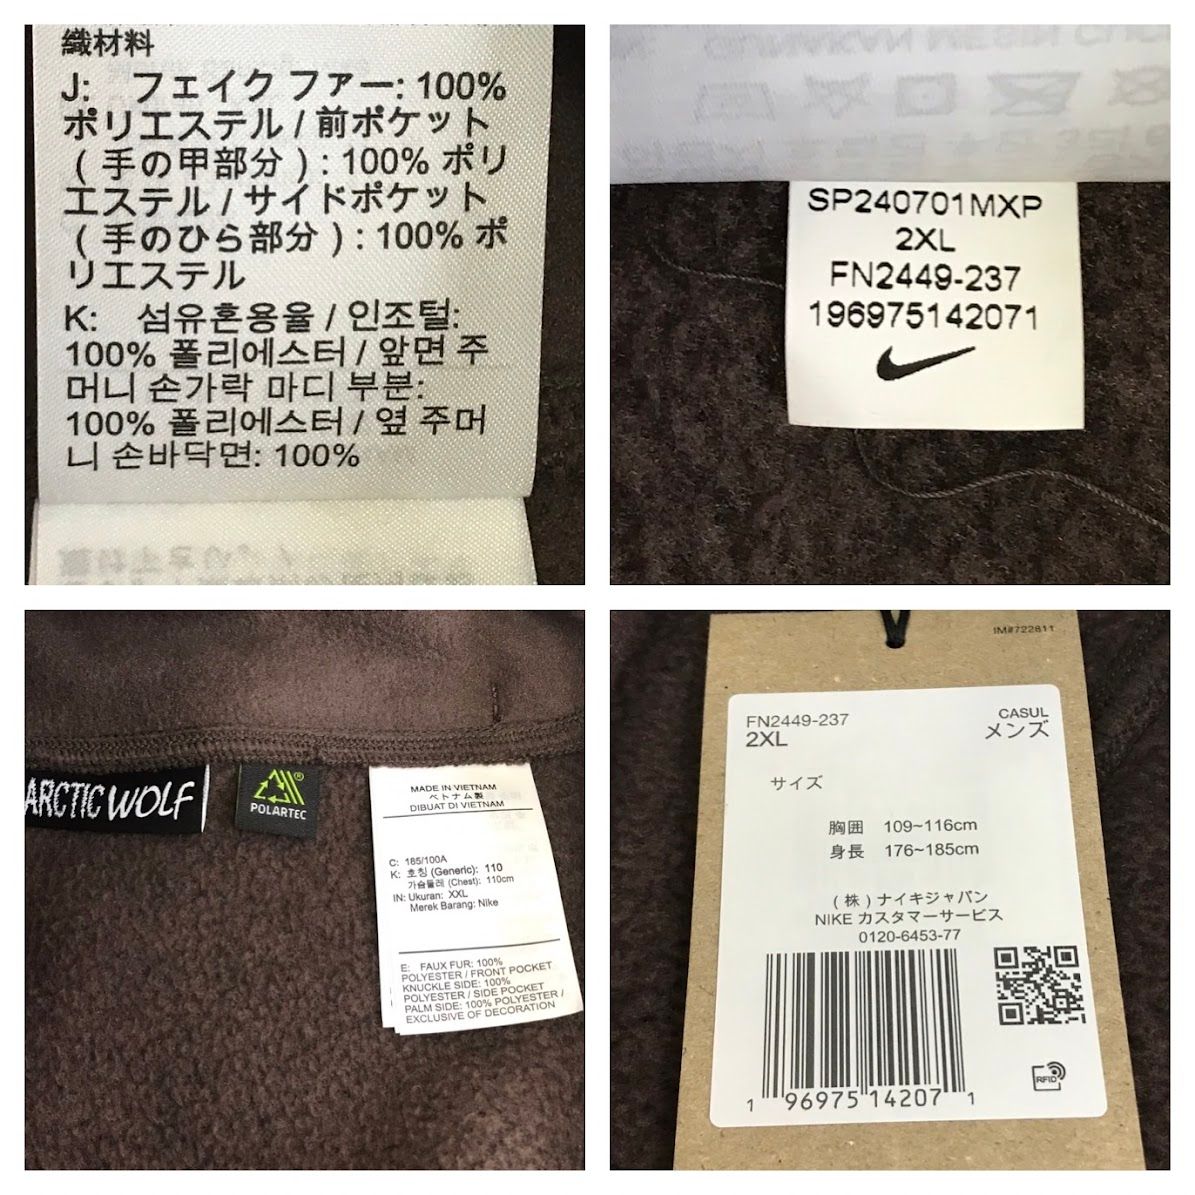 織材料
J: フェイク ファー: 100%
ポリエステル / 前ポケット
( 手の甲部分 ) : 100% ポリ
エステル / サイドポケット
( 手のひら部分 ) : 100% ポ
リエステル
K: 섬유혼용율 / 인조털:
100% 폴리에스터 / 앞면 주
머니 손가락 마디 부분:
100% 폴리에스터 / 옆 주머
니 손바닥면: 100%
SP240701MXP
2XL
FN2449-237
196975142071
ARCTIC WOLF
POLARTEC
®
MADE IN VIETNAM
ベトナム製
DIBUAT DI VIETNAM
C: 185/100A
K: 호칭 (Generic): 110
가슴둘레 (Chest): 110cm
IN: Ukuran: XXL
Merek Barang: Nike
E: FAUX FUR: 100%
POLYESTER / FRONT POCKET
KNUCKLE SIDE: 100%
POLYESTER / SIDE POCKET
PALM SIDE: 100% POLYESTER /
EXCLUSIVE OF DECORATION
IM#722811
FN2449-237
2XL
CASUL
メンズ
サイズ
胸囲 109~116cm
身長 176~185cm
( 株 ) ナイキジャパン
NIKE カスタマーサービス
0120-6453-77
RFID
1 96975 14207 1